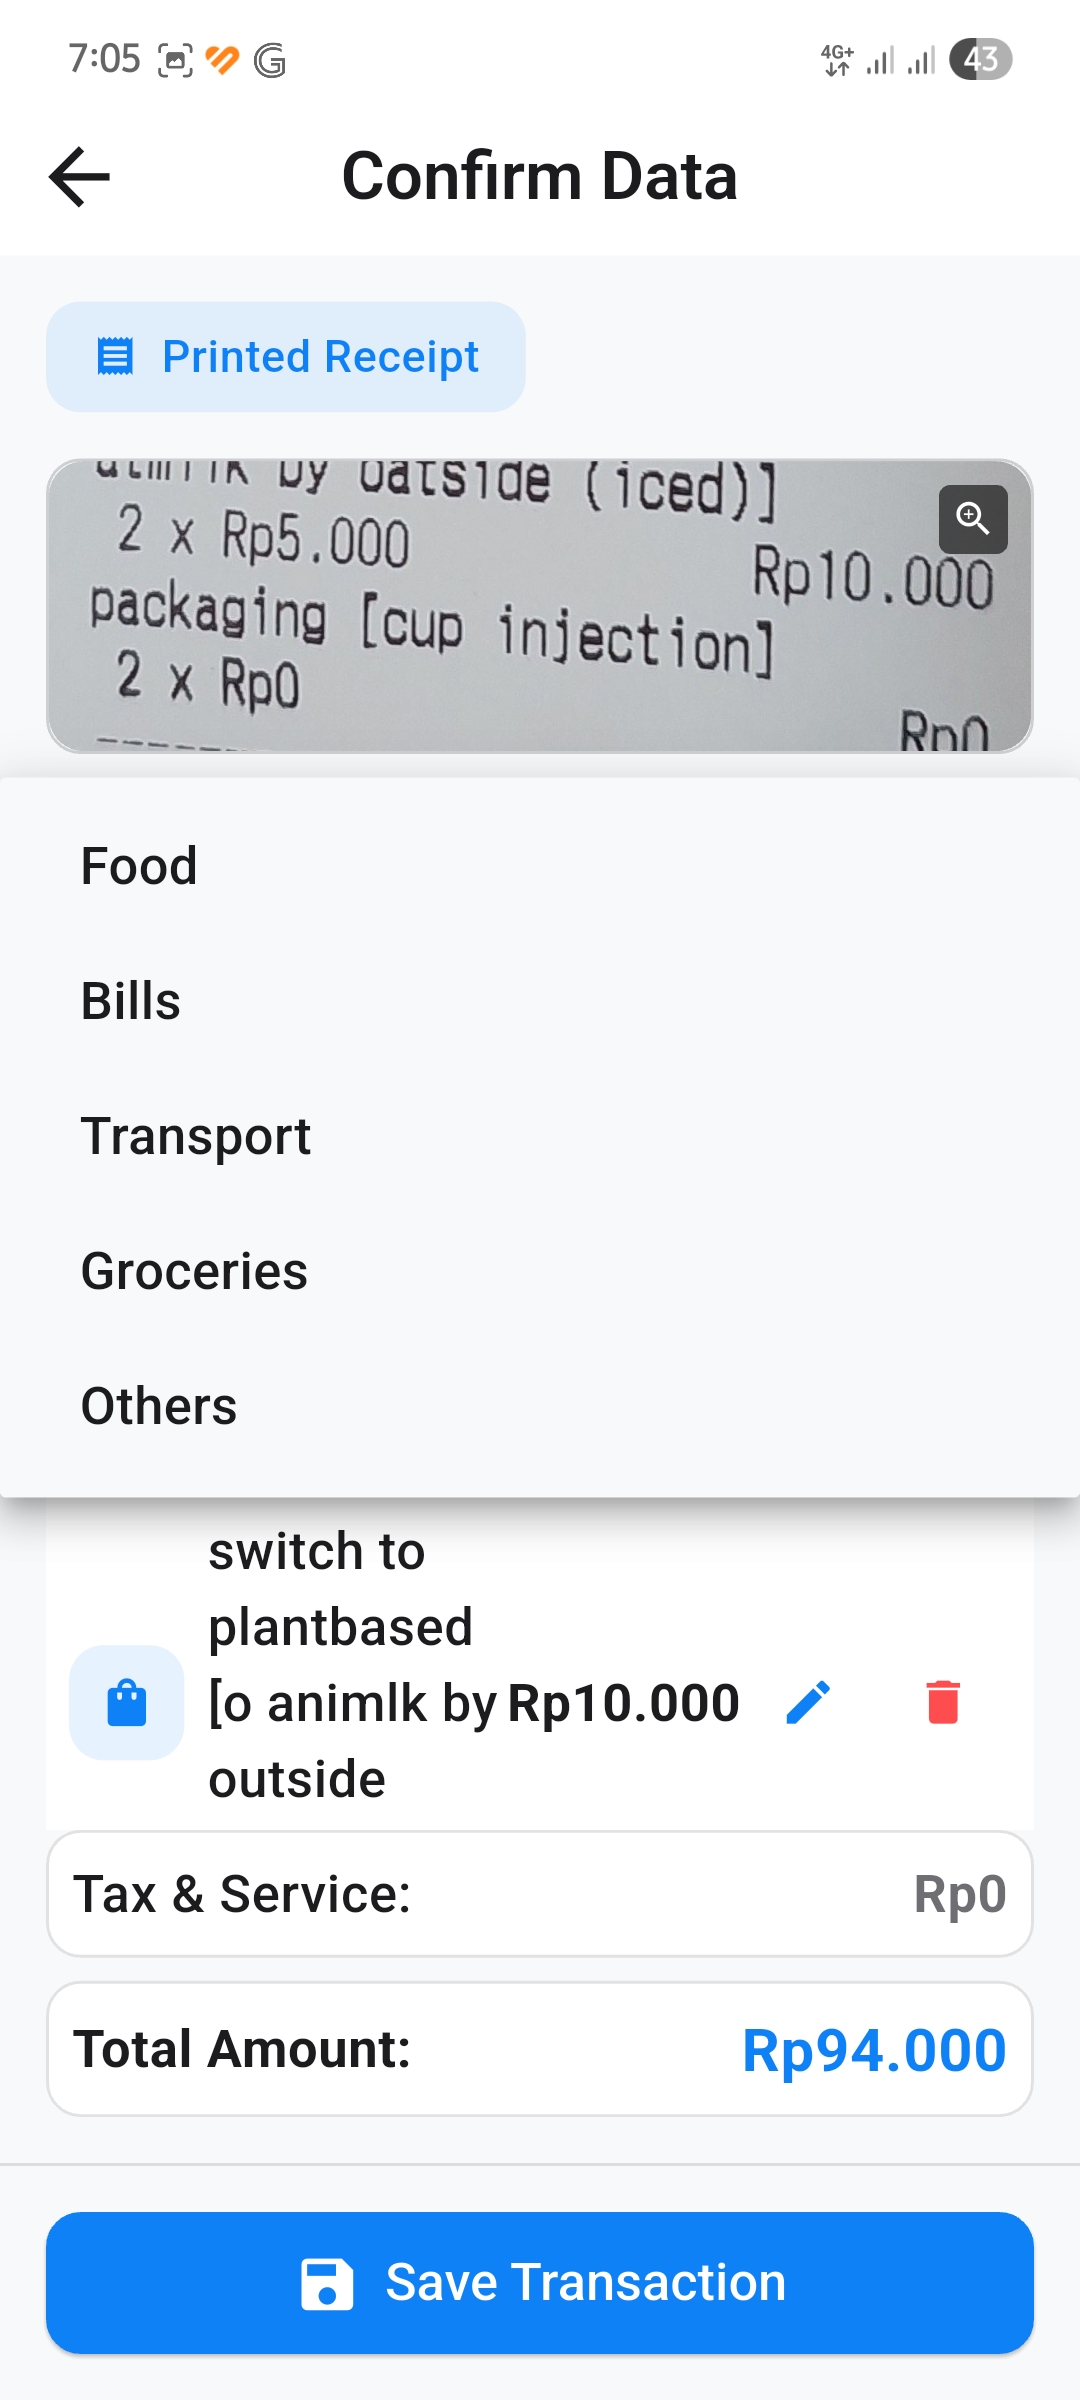 7:05
4G+
43
Confirm Data
Printed Receipt
by oatside (iced)]
2 x Rp5.000
Rp10.000
packaging [cup injection]
2 x Rp0
Rp0
Food
Bills
Transport
Groceries
Others
switch to
plantbased
[o animlk by Rp10.000
outside
Tax & Service: Rp0
Total Amount: Rp94.000
Save Transaction